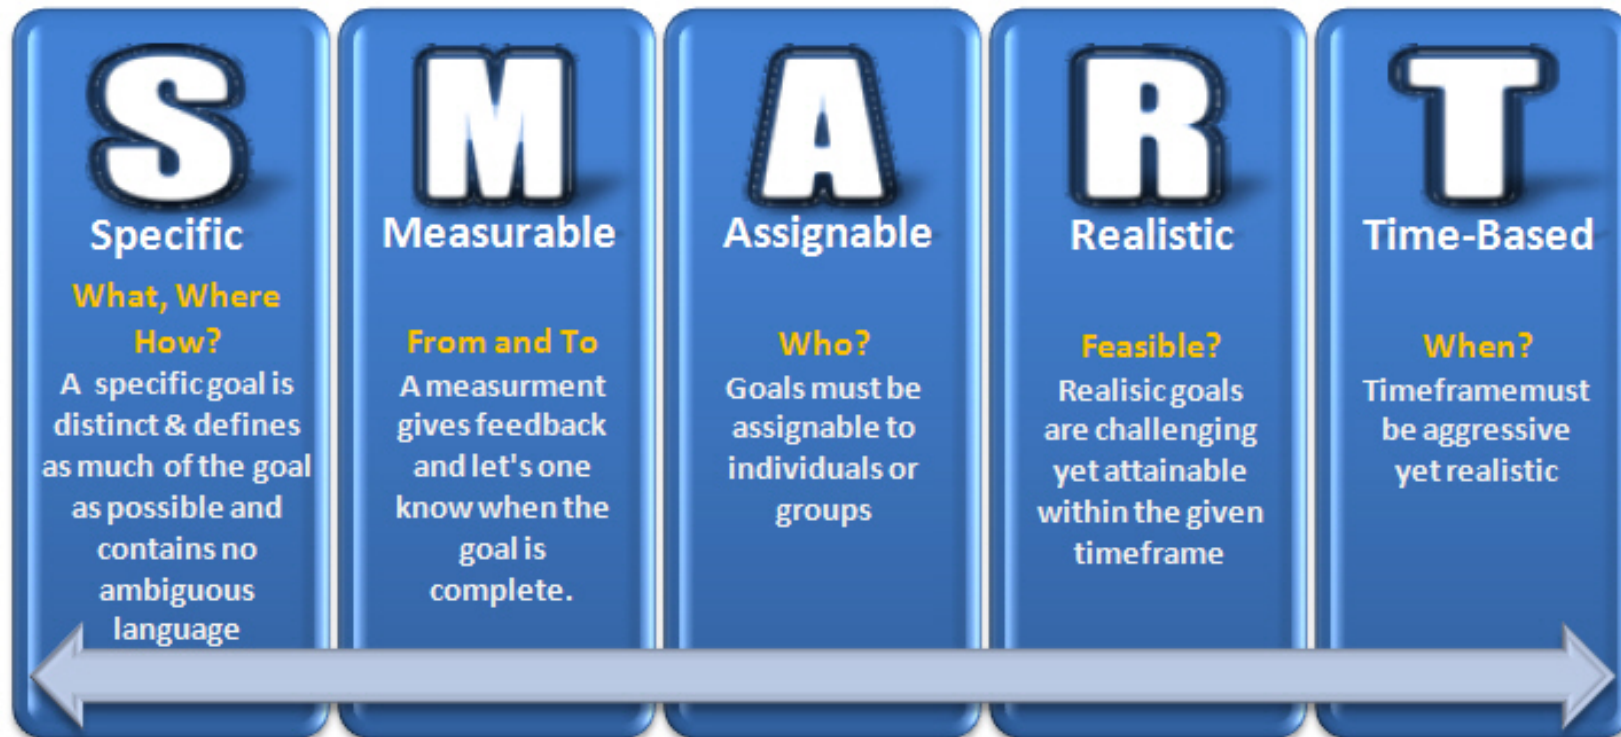 S
Specific
What, Where
How?
A specific goal is
distinct & defines
as much of the goal
as possible and
contains no
ambiguous
language
M
Measurable
From and To
A measurment
gives feedback
and let's one
know when the
goal is
complete.
A
Assignable
Who?
Goals must be
assignable to
individuals or
groups
R
Realistic
Feasible?
Realisic goals
are challenging
yet attainable
within the given
timeframe
T
Time-Based
When?
Timeframe must
be aggressive
yet realistic